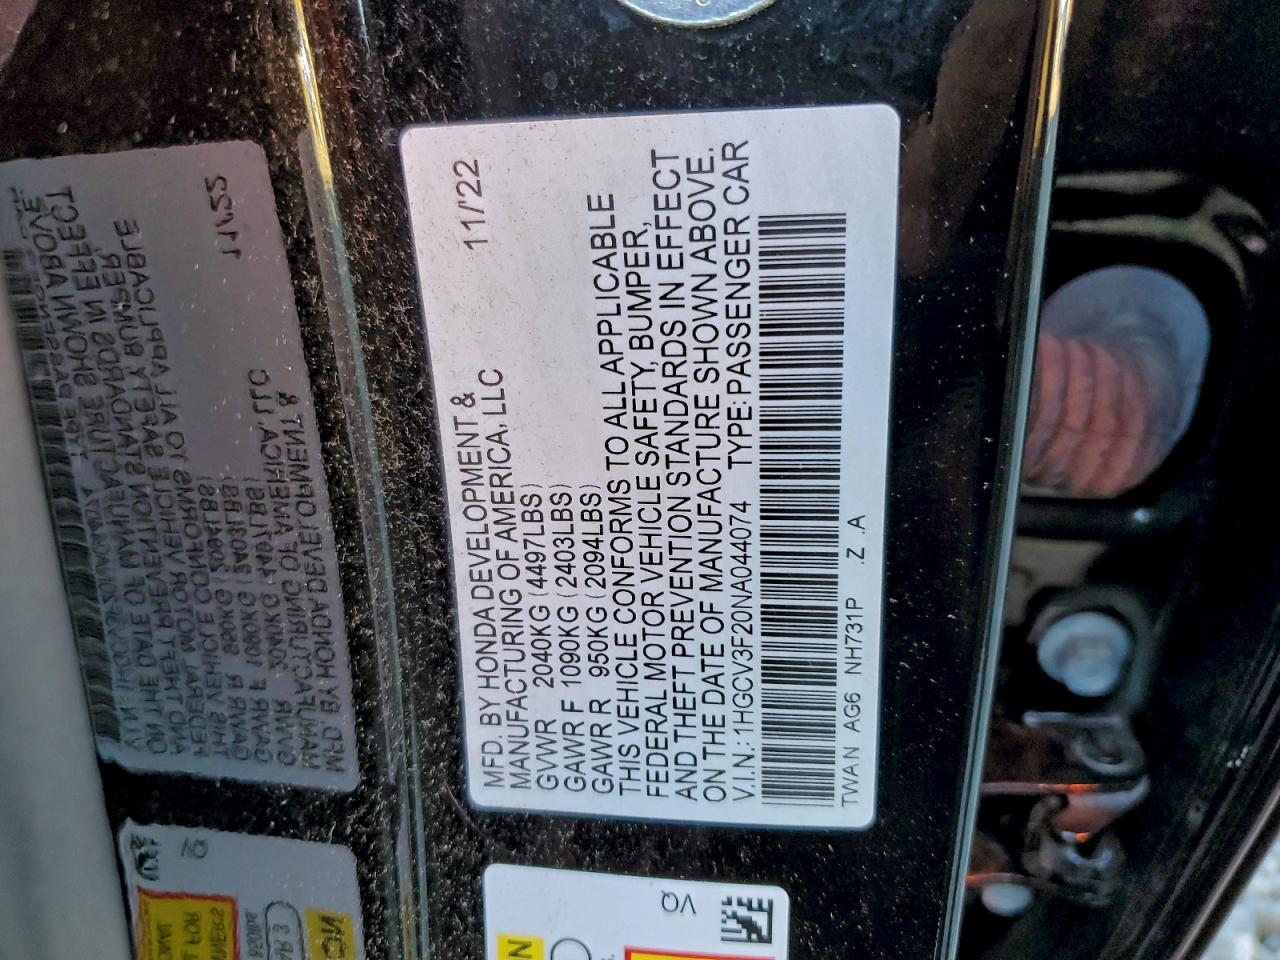 MFD. BY HONDA DEVELOPMENT &
MANUFACTURING OF AMERICA, LLC 11/'22
GVWR 2040KG (4497LBS)
GAWR F 1090KG (2403LBS)
GAWR R 950KG (2094LBS)
THIS VEHICLE CONFORMS TO ALL APPLICABLE
FEDERAL MOTOR VEHICLE SAFETY, BUMPER,
AND THEFT PREVENTION STANDARDS IN EFFECT
ON THE DATE OF MANUFACTURE SHOWN ABOVE.
V.I.N.: 1HGCV3F20NA044074 TYPE: PASSENGER CAR
TWAN AG6 NH731P .Z .A